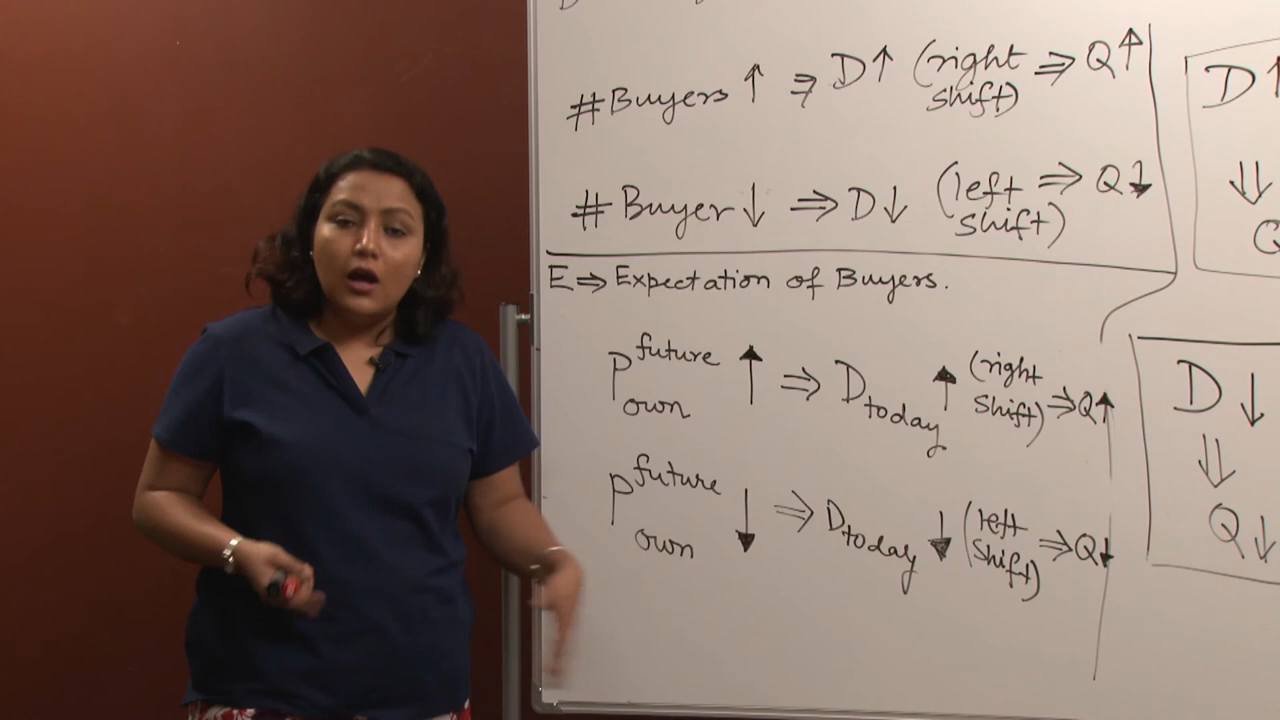 #Buyers ↑ ⇒ D↑ (right shift) ⇒ Q↑
#Buyer ↓ ⇒ D↓ (left shift) ⇒ Q↓
E ⇒ Expectation of Buyers.
P own future ↑ ⇒ D today ↑ (right shift) ⇒ Q↑
P own future ↓ ⇒ D today ↓ (left shift) ⇒ Q↓
D↑
⇓
Q
D↓
⇓
Q↓